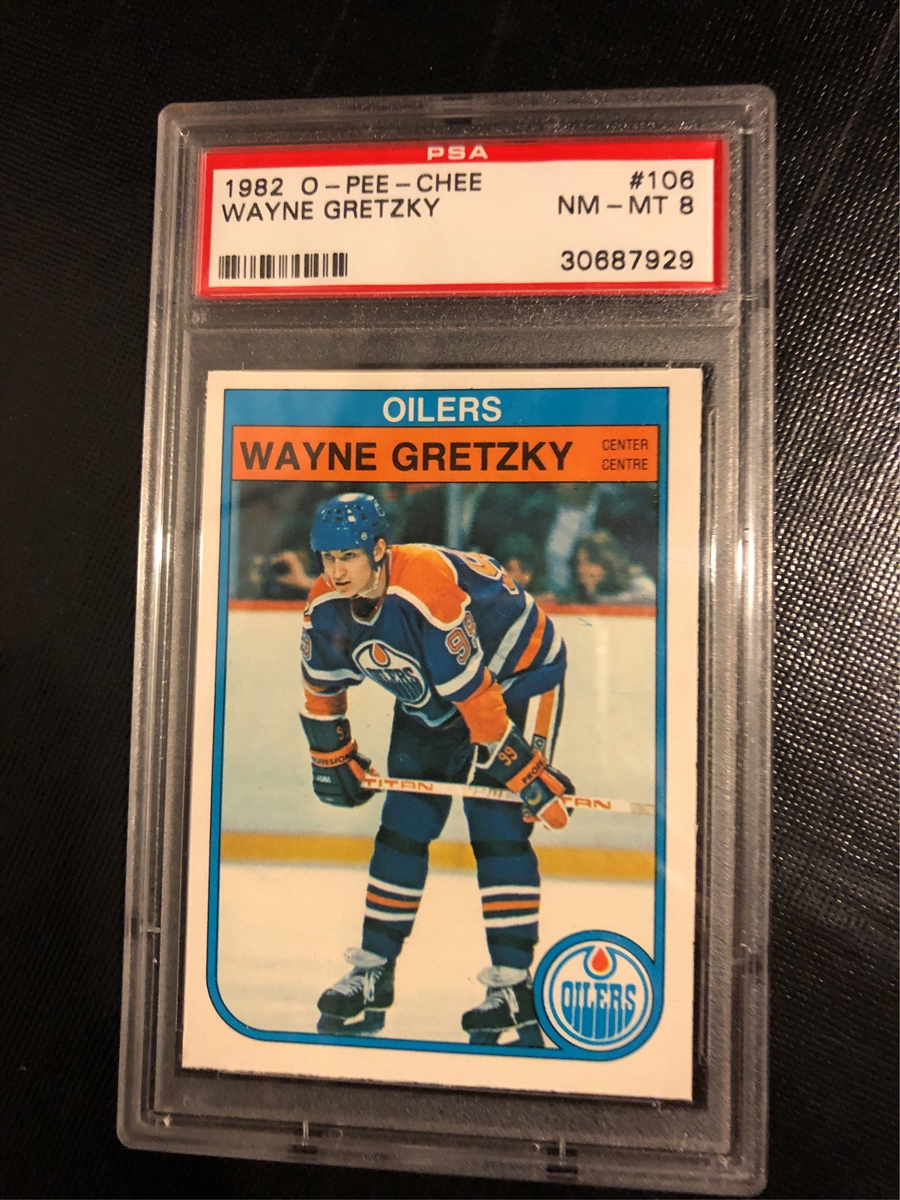 PSA
1982 O-PEE-CHEE #106
WAYNE GRETZKY NM-MT 8
30687929
OILERS
WAYNE GRETZKY CENTER
CENTRE
99
OILERS
99
TITAN
OILERS